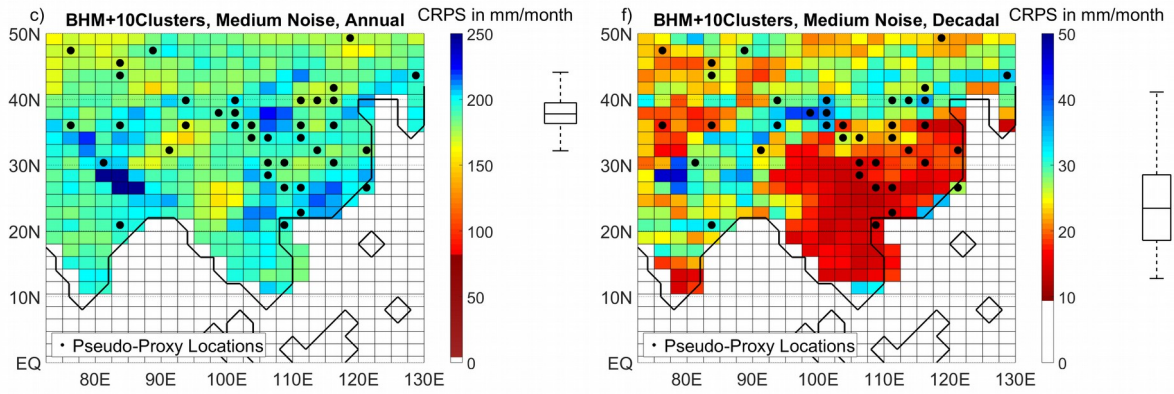 c) BHM+10Clusters, Medium Noise, Annual CRPS in mm/month
50N
40N
30N
20N
10N
EQ
• Pseudo-Proxy Locations
80E 90E 100E 110E 120E 130E
250
200
150
100
50
0
f) BHM+10Clusters, Medium Noise, Decadal CRPS in mm/month
50N
40N
30N
20N
10N
EQ
• Pseudo-Proxy Locations
80E 90E 100E 110E 120E 130E
50
40
30
20
10
0